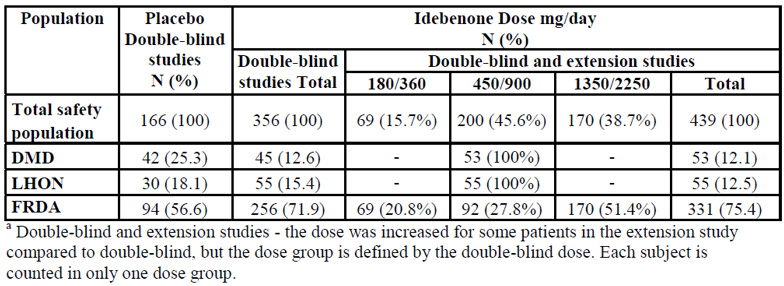 Population Placebo Double-blind studies N (%) Idebenone Dose mg/day N (%)
Double-blind studies Total Double-blind and extension studies
180/360 450/900 1350/2250 Total
Total safety population 166 (100) 356 (100) 69 (15.7%) 200 (45.6%) 170 (38.7%) 439 (100)
DMD 42 (25.3) 45 (12.6) - 53 (100%) - 53 (12.1)
LHON 30 (18.1) 55 (15.4) - 55 (100%) - 55 (12.5)
FRDA 94 (56.6) 256 (71.9) 69 (20.8%) 92 (27.8%) 170 (51.4%) 331 (75.4)
a Double-blind and extension studies - the dose was increased for some patients in the extension study
compared to double-blind, but the dose group is defined by the double-blind dose. Each subject is
counted in only one dose group.